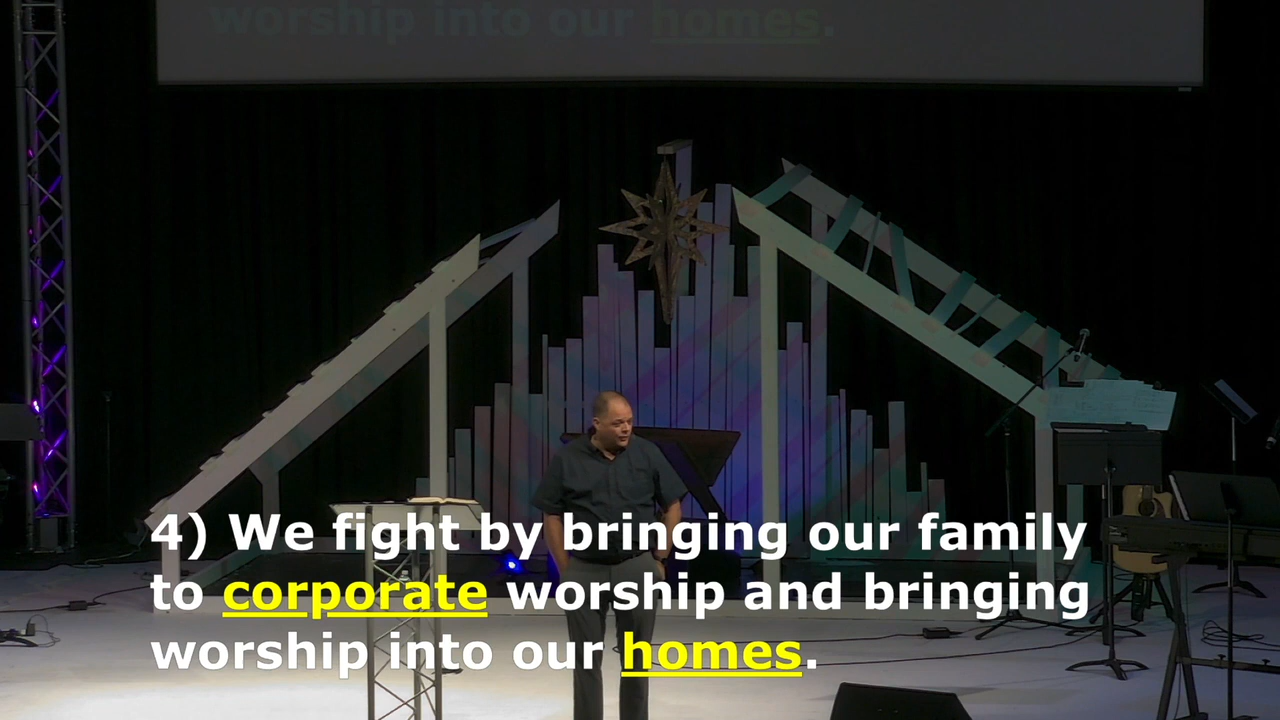 worship into our homes.
4) We fight by bringing our family
to corporate worship and bringing
worship into our homes.